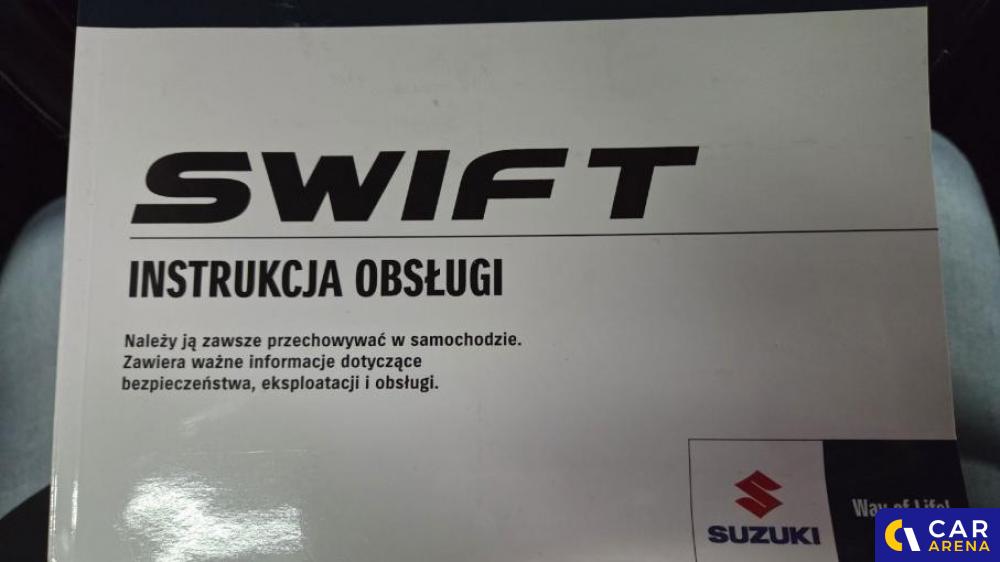 SWIFT
INSTRUKCJA OBSŁUGI
Należy ją zawsze przechowywać w samochodzie.
Zawiera ważne informacje dotyczące
bezpieczeństwa, eksploatacji i obsługi.
Way of Life!
SUZUKI
CAR
ARENA